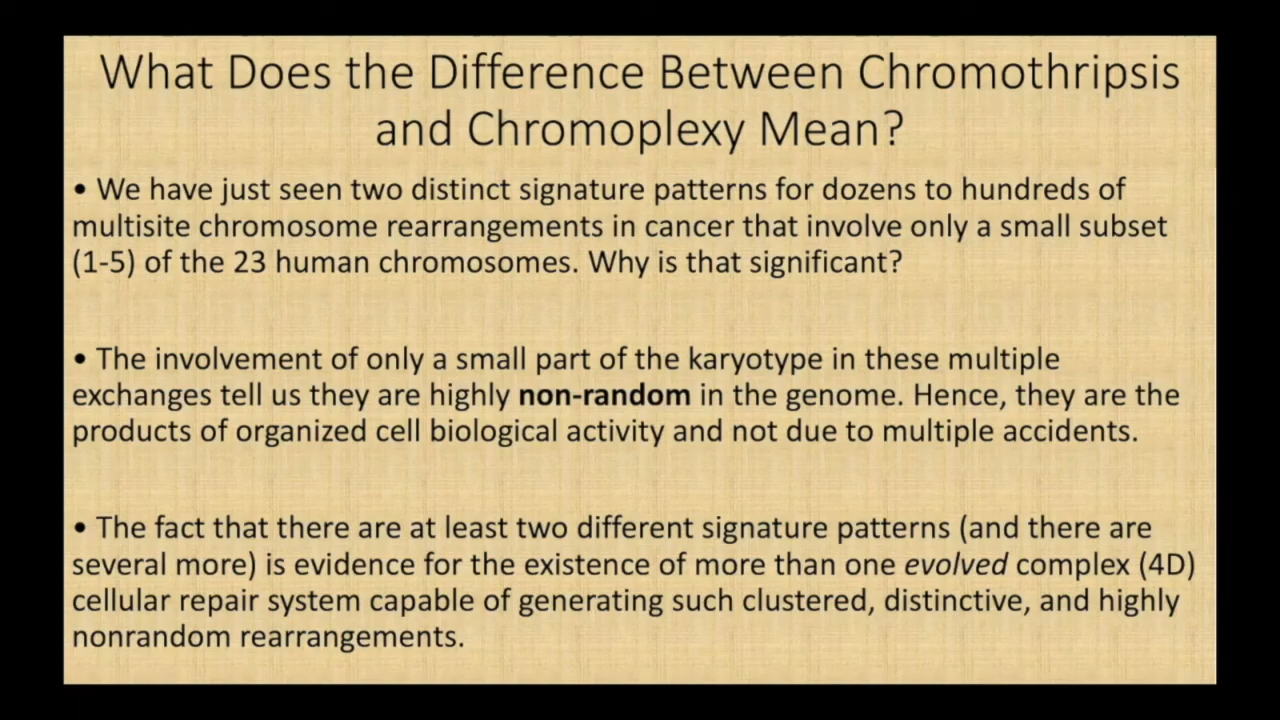 What Does the Difference Between Chromothripsis
and Chromoplexy Mean?
• We have just seen two distinct signature patterns for dozens to hundreds of
multisite chromosome rearrangements in cancer that involve only a small subset
(1-5) of the 23 human chromosomes. Why is that significant?
• The involvement of only a small part of the karyotype in these multiple
exchanges tell us they are highly non-random in the genome. Hence, they are the
products of organized cell biological activity and not due to multiple accidents.
• The fact that there are at least two different signature patterns (and there are
several more) is evidence for the existence of more than one evolved complex (4D)
cellular repair system capable of generating such clustered, distinctive, and highly
nonrandom rearrangements.